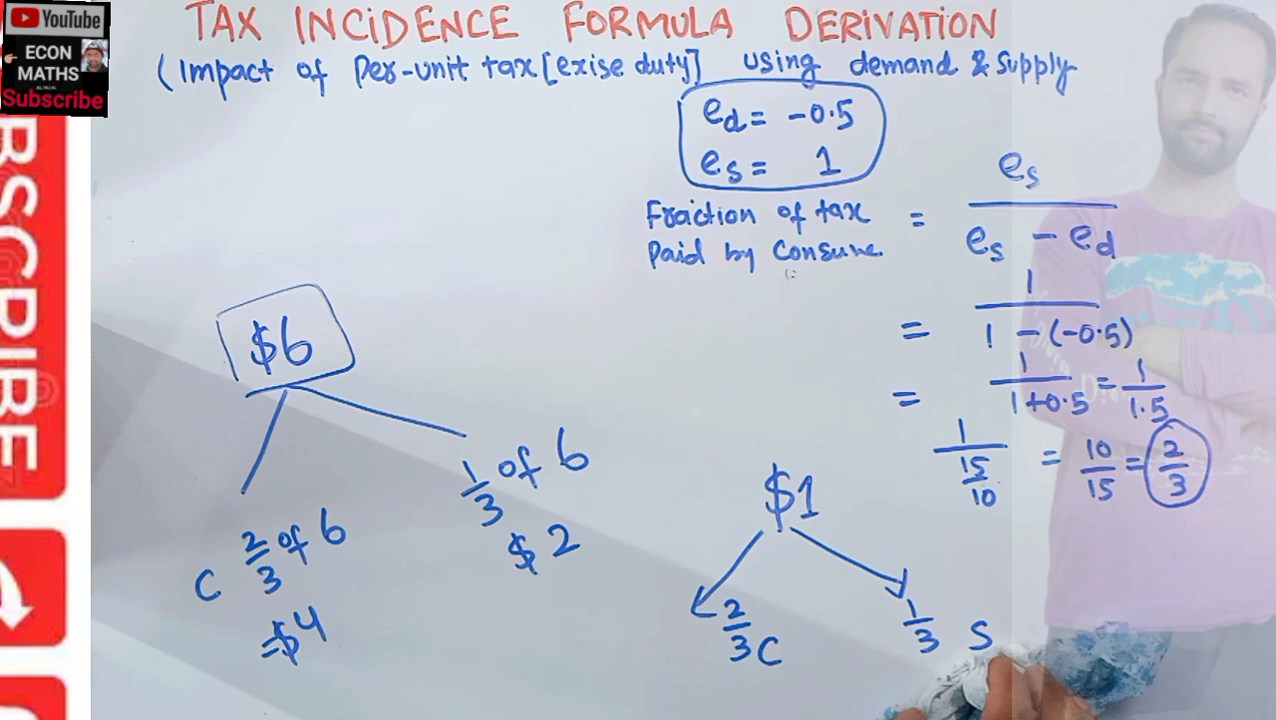 YouTube
ECON
MATHS
Subscribe
BSCRIBE
TAX INCIDENCE FORMULA DERIVATION
(Impact of Per-unit tax [exise duty] using demand & supply
ed = -0.5
es = 1
Fraction of tax
Paid by Consume
= es / (es - ed)
= 1 / (1 - (-0.5))
= 1 / (1+0.5) = 1 / 1.5
1 / (15/10) = 10/15 = 2/3
$6
1/3 of 6
$2
C 2/3 of 6
=$4
$1
2/3 C
1/3 S